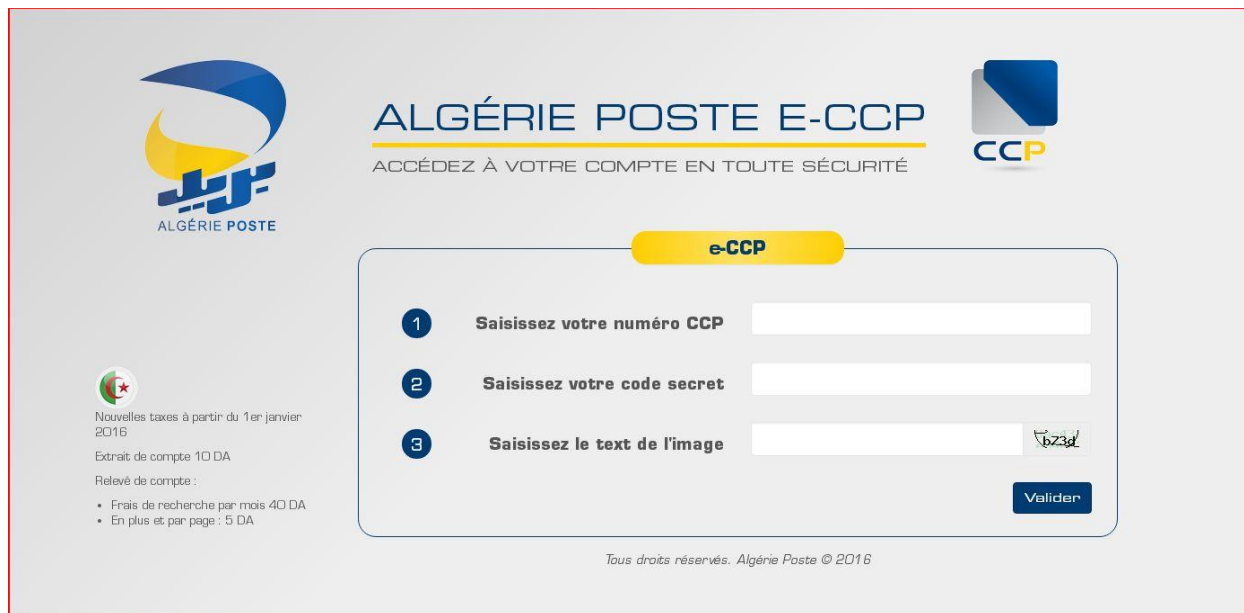 بريد
ALGÉRIE POSTE
ALGÉRIE POSTE E-CCP
ACCÉDEZ À VOTRE COMPTE EN TOUTE SÉCURITÉ
CCP
e-CCP
1 Saisissez votre numéro CCP
2 Saisissez votre code secret
3 Saisissez le text de l'image
bZ3d
Valider
Nouvelles taxes à partir du 1er janvier
2016
Extrait de compte 10 DA
Relevé de compte :
• Frais de recherche par mois 40 DA
• En plus et par page : 5 DA
Tous droits réservés. Algérie Poste © 2016